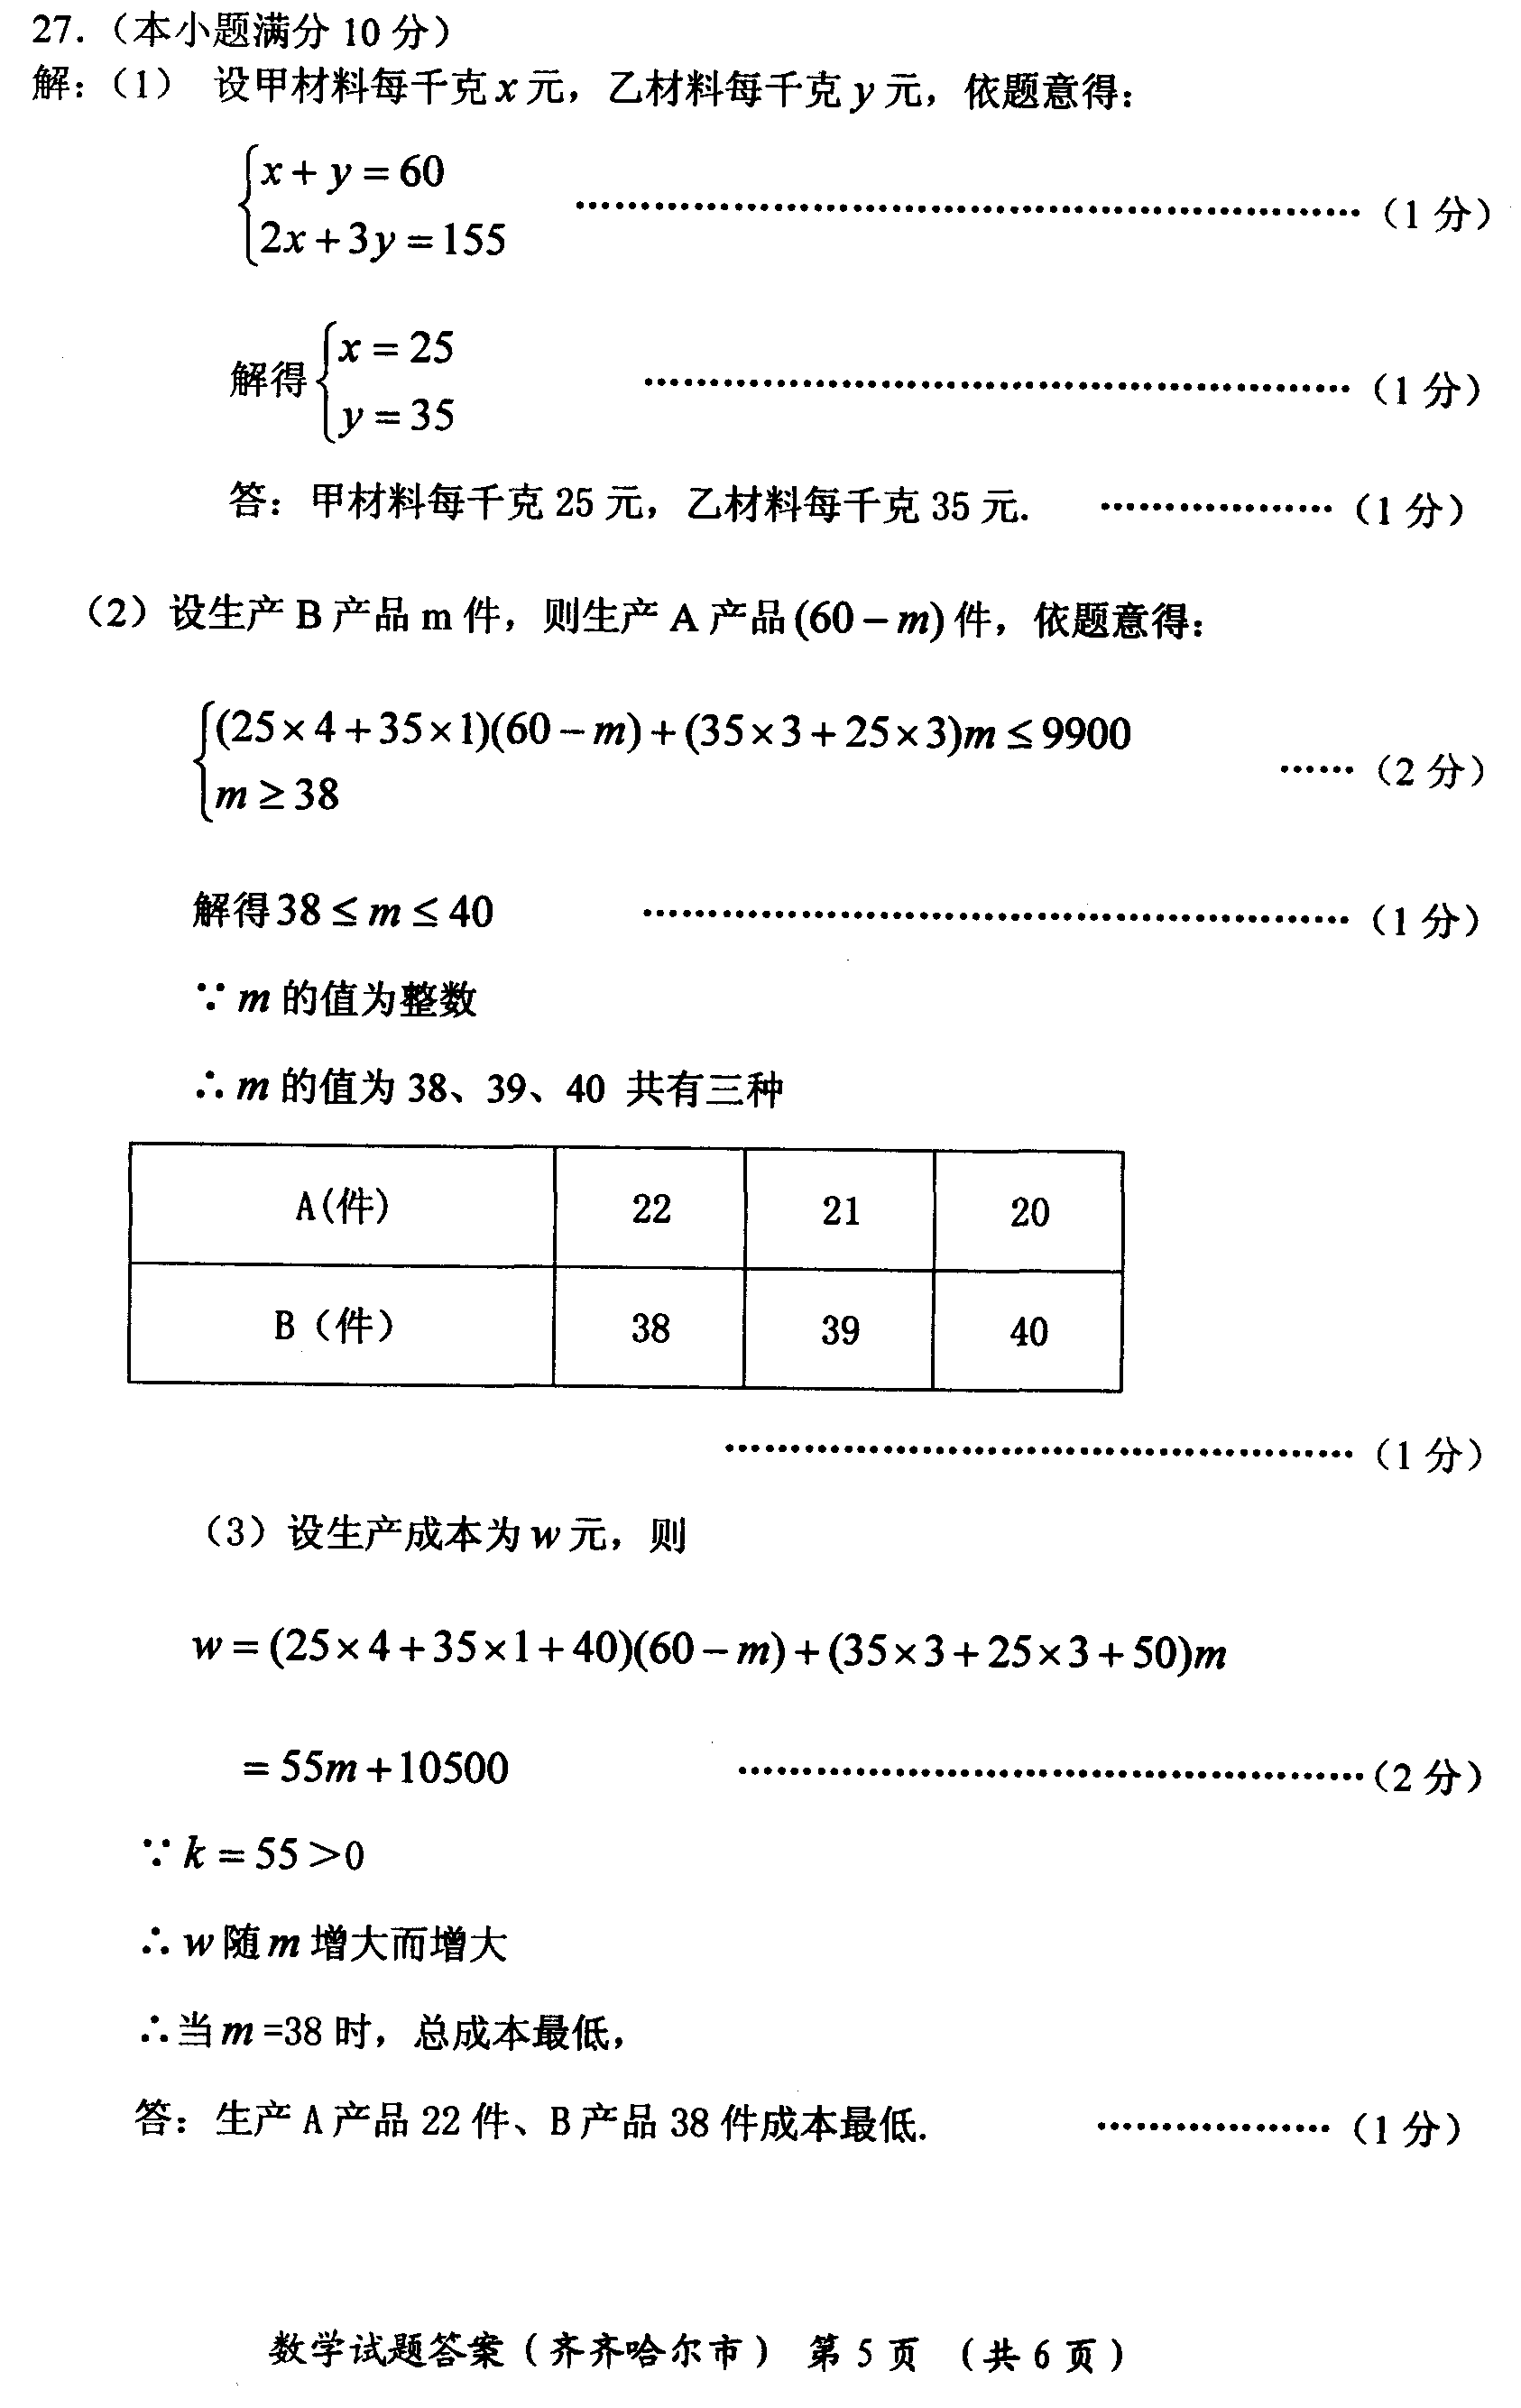 27.（本小题满分 10 分）
解：（1） 设甲材料每千克 x 元，乙材料每千克 y 元，依题意得：
{ x + y = 60
2x + 3y = 155 ⋯⋯⋯⋯⋯⋯⋯⋯⋯⋯⋯⋯⋯⋯⋯⋯（1 分）
解得 { x = 25
y = 35 ⋯⋯⋯⋯⋯⋯⋯⋯⋯⋯⋯⋯⋯⋯⋯（1 分）
答：甲材料每千克 25 元，乙材料每千克 35 元. ⋯⋯⋯⋯⋯⋯（1 分）
（2）设生产 B 产品 m 件，则生产 A 产品 (60 − m) 件，依题意得：
{ (25×4+35×1)(60−m)+(35×3+25×3)m ≤ 9900
m ≥ 38 ⋯⋯（2 分）
解得 38 ≤ m ≤ 40 ⋯⋯⋯⋯⋯⋯⋯⋯⋯⋯⋯⋯⋯⋯⋯（1 分）
∵ m 的值为整数
∴ m 的值为 38、39、40 共有三种
A(件) 22 21 20
B（件） 38 39 40
⋯⋯⋯⋯⋯⋯⋯⋯⋯⋯⋯⋯⋯⋯（1 分）
（3）设生产成本为 w 元，则
w = (25×4+35×1+40)(60−m)+(35×3+25×3+50)m
= 55m+10500 ⋯⋯⋯⋯⋯⋯⋯⋯⋯⋯⋯⋯⋯⋯（2 分）
∵ k = 55 >0
∴ w 随 m 增大而增大
∴当 m =38 时，总成本最低，
答：生产 A 产品 22 件、B 产品 38 件成本最低. ⋯⋯⋯⋯⋯⋯（1 分）
数学试题答案（齐齐哈尔市） 第 5 页 （共 6 页）